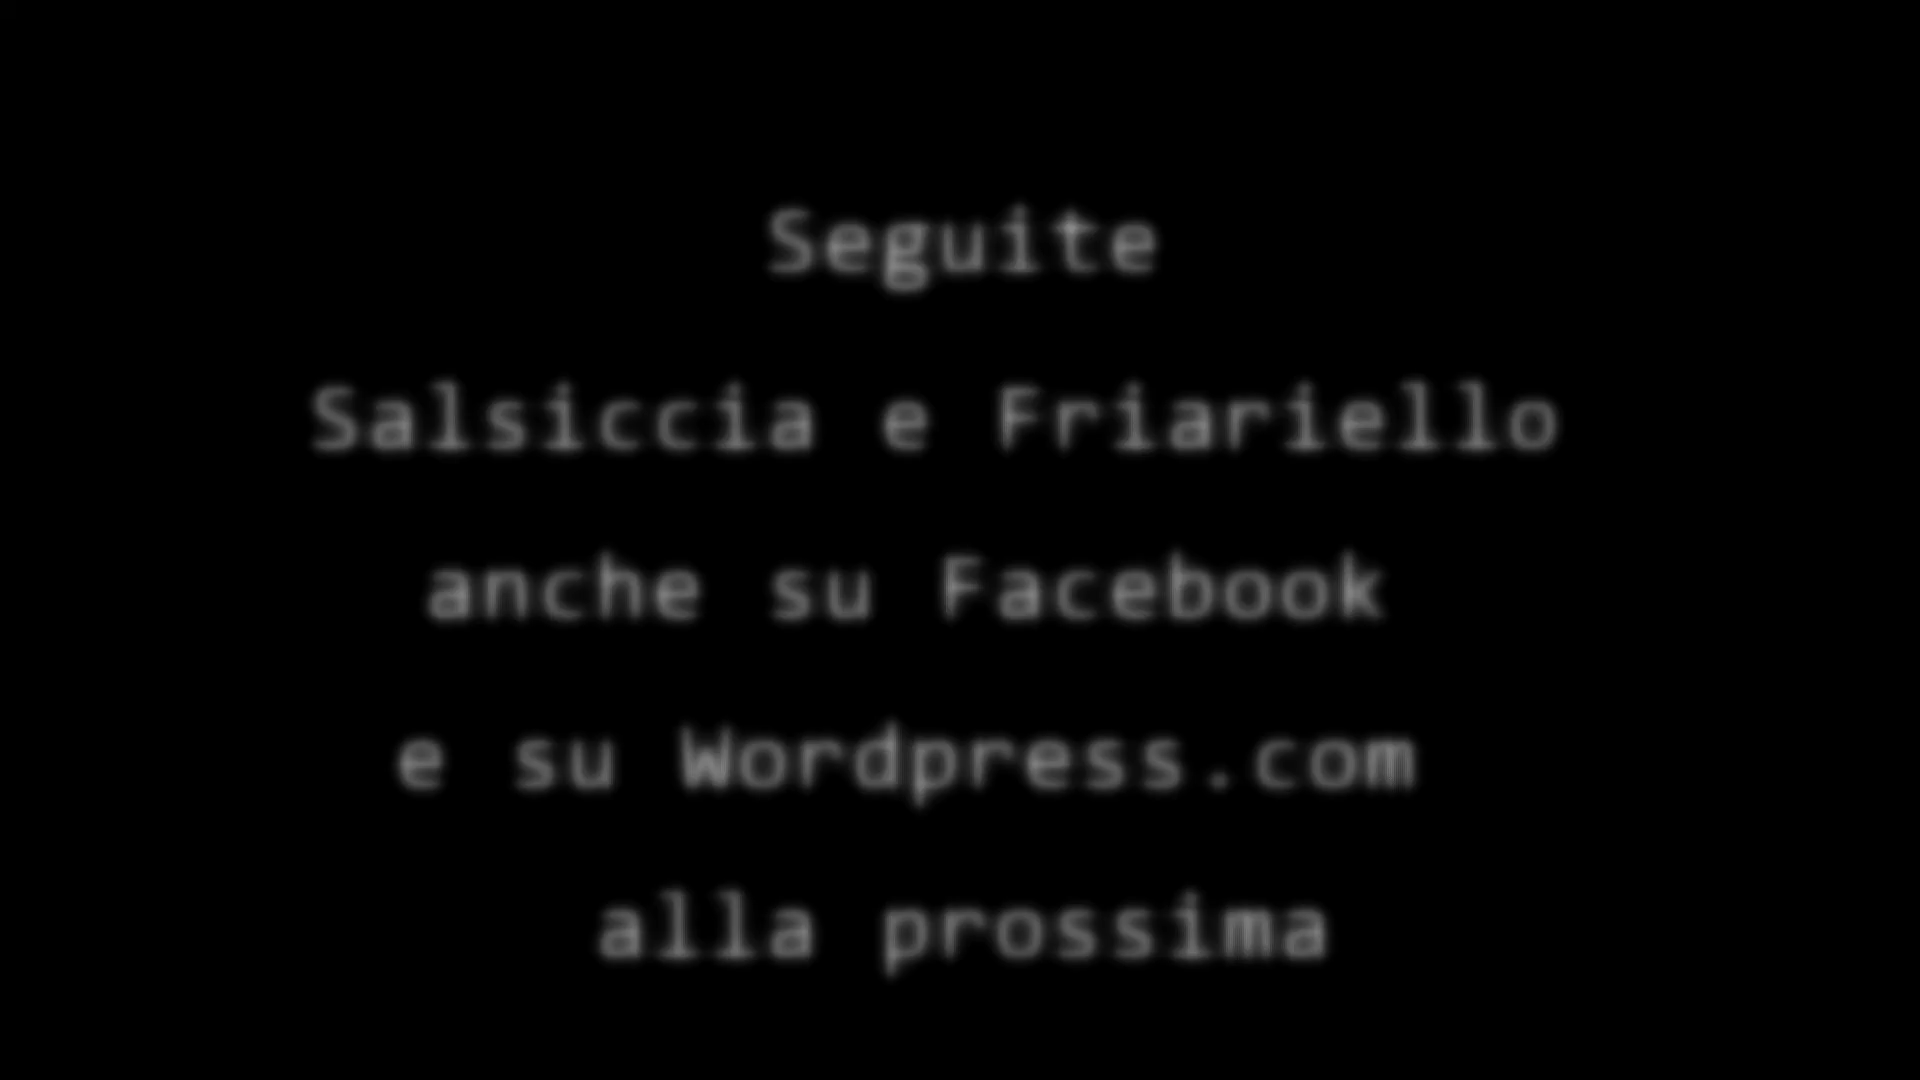 Seguite
Salsiccia e Friariello
anche su Facebook
e su Wordpress.com
alla prossima